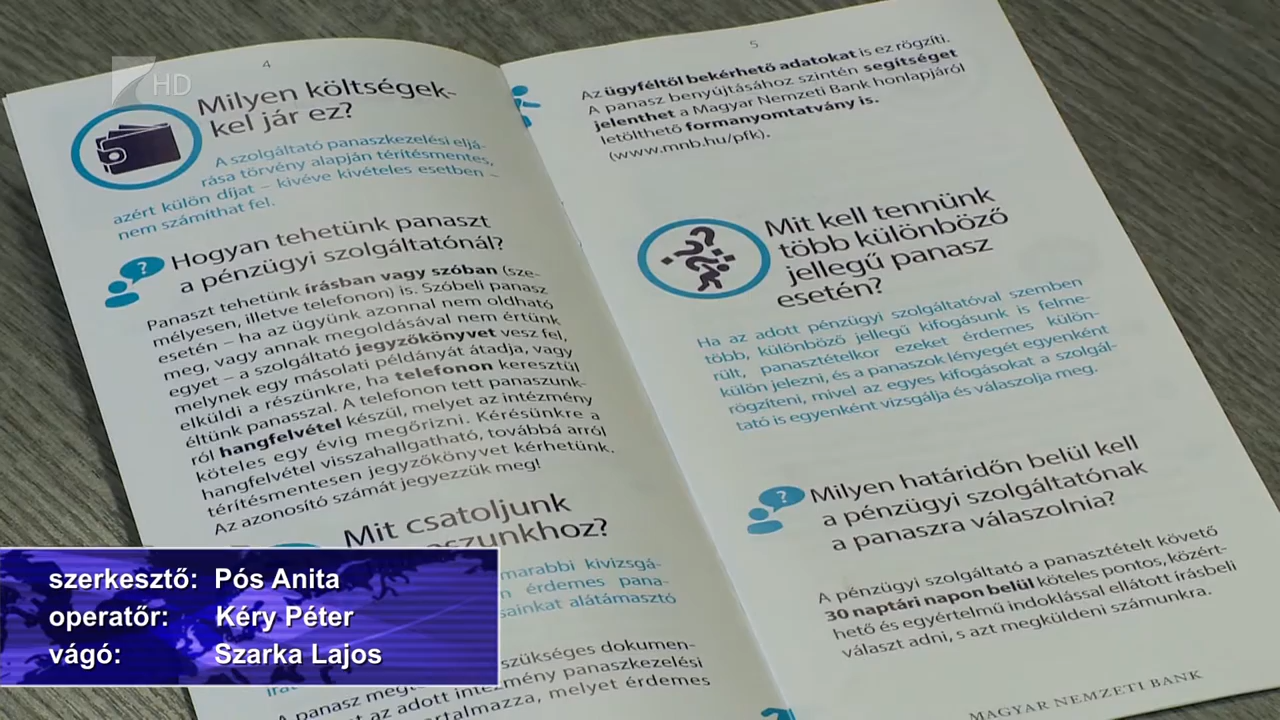 HD
4
Milyen költségek-
kel jár ez?
A szolgáltató panaszkezelési eljá-
rása törvény alapján térítésmentes,
azért külön díjat – kivéve kivételes esetben –
nem számíthat fel.
Hogyan tehetünk panaszt
a pénzügyi szolgáltatónál?
Panaszt tehetünk írásban vagy szóban (sze-
mélyesen, illetve telefonon) is. Szóbeli panasz
esetén – ha az ügyünk azonnal nem oldható
meg, vagy annak megoldásával nem értünk
egyet – a szolgáltató jegyzőkönyvet vesz fel,
melynek egy másolati példányát átadja, vagy
elküldi a részünkre, ha telefonon keresztül
éltünk panasszal. A telefonon tett panaszunk-
ról hangfelvétel készül, melyet az intézmény
köteles egy évig megőrizni. Kérésünkre a
hangfelvétel visszahallgatható, továbbá arról
térítésmentesen jegyzőkönyvet kérhetünk.
Az azonosító számát jegyezzük meg!
Mit csatoljunk
aszunkhoz?
marabbi kivizsgá-
érdemes pana-
sainkat alátámasztó
szükséges dokumen-
A panasz
az adott intézmény panaszkezelési
rtalmazza, melyet érdemes
5
Az ügyféltől bekérhető adatokat is ez rögzíti.
A panasz benyújtásához szintén segítséget
jelenthet a Magyar Nemzeti Bank honlapjáról
letölthető formanyomtatvány is.
(www.mnb.hu/pfk).
Mit kell tennünk
több különböző
jellegű panasz
esetén?
Ha az adott pénzügyi szolgáltatóval szemben
több, különböző jellegű kifogásunk is felme-
rült, panasztételkor ezeket érdemes külön-
külön jelezni, és a panaszok lényegét egyenként
rögzíteni, mivel az egyes kifogásokat a szolgál-
tató is egyenként vizsgálja és válaszolja meg.
Milyen határidőn belül kell
a pénzügyi szolgáltatónak
a panaszra válaszolnia?
A pénzügyi szolgáltató a panasztételt követő
30 naptári napon belül köteles pontos, közért-
hető és egyértelmű indoklással ellátott írásbeli
választ adni, s azt megküldeni számunkra.
MAGYAR NEMZETI BANK
szerkesztő: Pós Anita
operatőr: Kéry Péter
vágó: Szarka Lajos